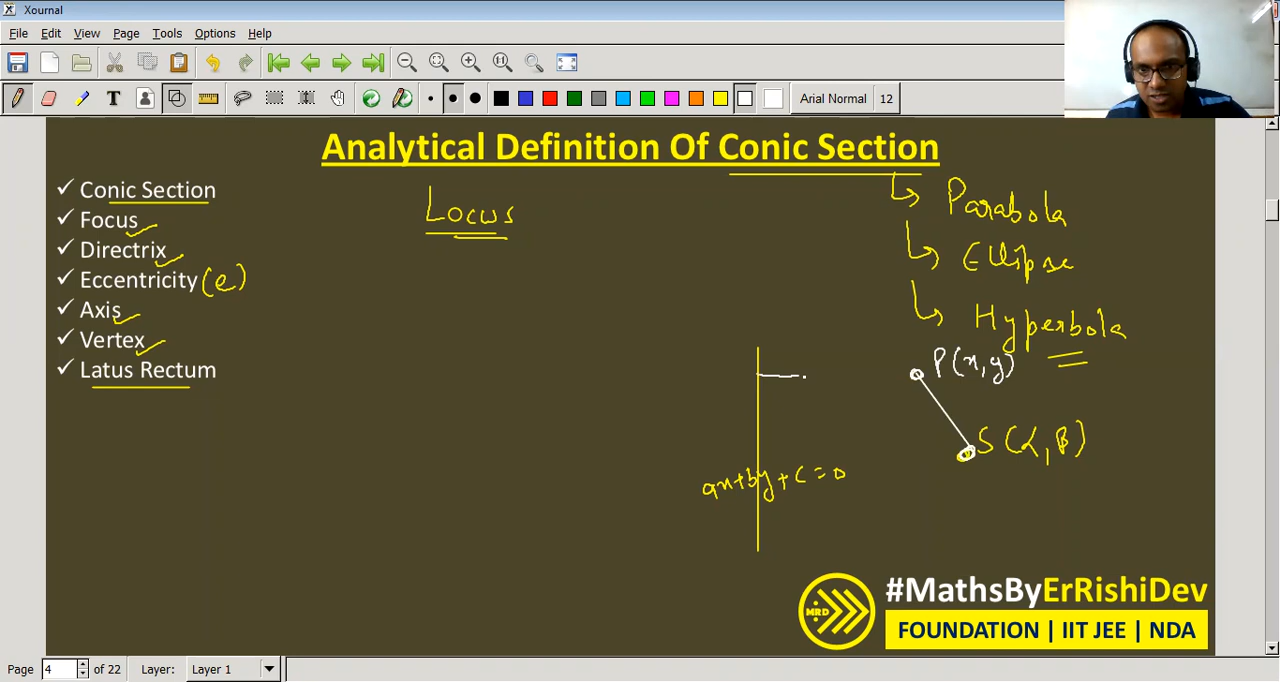 Xournal
File Edit View Page Tools Options Help
Arial Normal 12
Analytical Definition Of Conic Section
✓ Conic Section
✓ Focus
✓ Directrix
✓ Eccentricity (e)
✓ Axis
✓ Vertex
✓ Latus Rectum
Locus
↳ Parabola
↳ Ellipse
↳ Hyperbola
P(x,y)
S(α,β)
ax+by+c=0
MRD
#MathsByErRishiDev
FOUNDATION | IIT JEE | NDA
Page 4 of 22 Layer: Layer 1